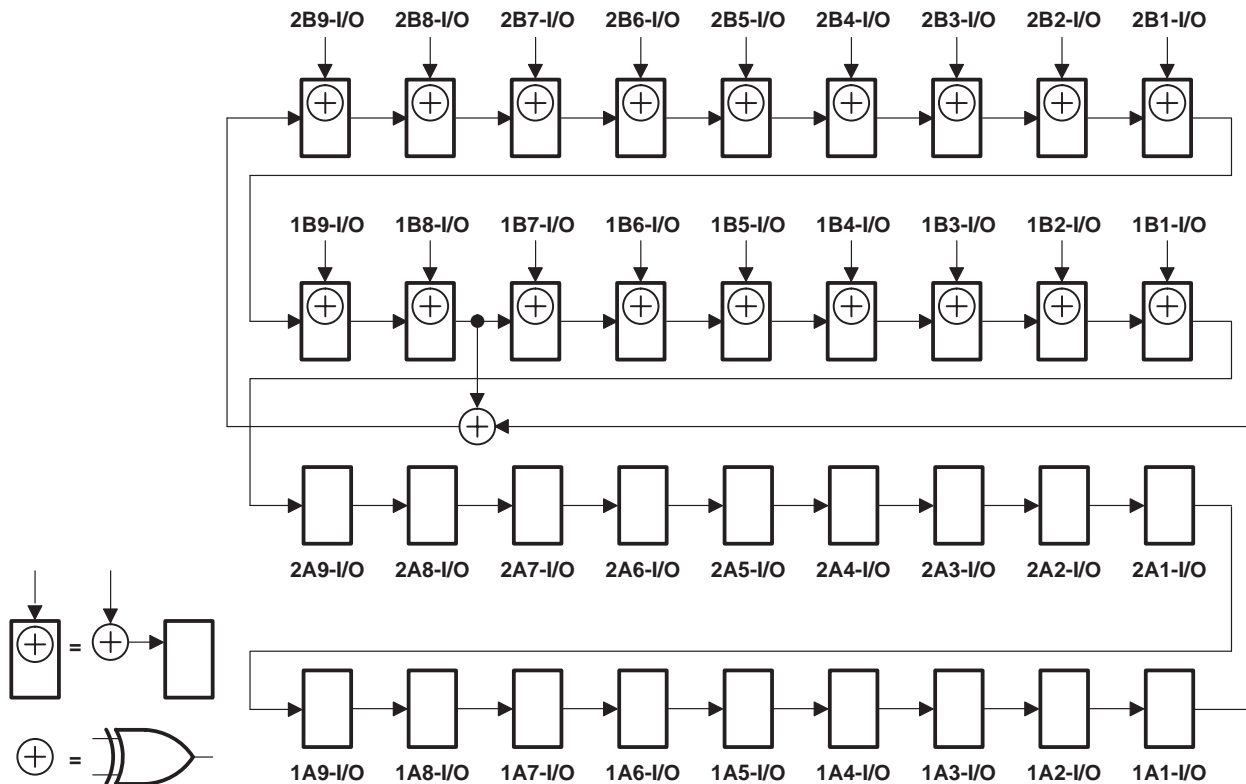 2B9-I/O 2B8-I/O 2B7-I/O 2B6-I/O 2B5-I/O 2B4-I/O 2B3-I/O 2B2-I/O 2B1-I/O
1B9-I/O 1B8-I/O 1B7-I/O 1B6-I/O 1B5-I/O 1B4-I/O 1B3-I/O 1B2-I/O 1B1-I/O
2A9-I/O 2A8-I/O 2A7-I/O 2A6-I/O 2A5-I/O 2A4-I/O 2A3-I/O 2A2-I/O 2A1-I/O
=
=
1A9-I/O 1A8-I/O 1A7-I/O 1A6-I/O 1A5-I/O 1A4-I/O 1A3-I/O 1A2-I/O 1A1-I/O